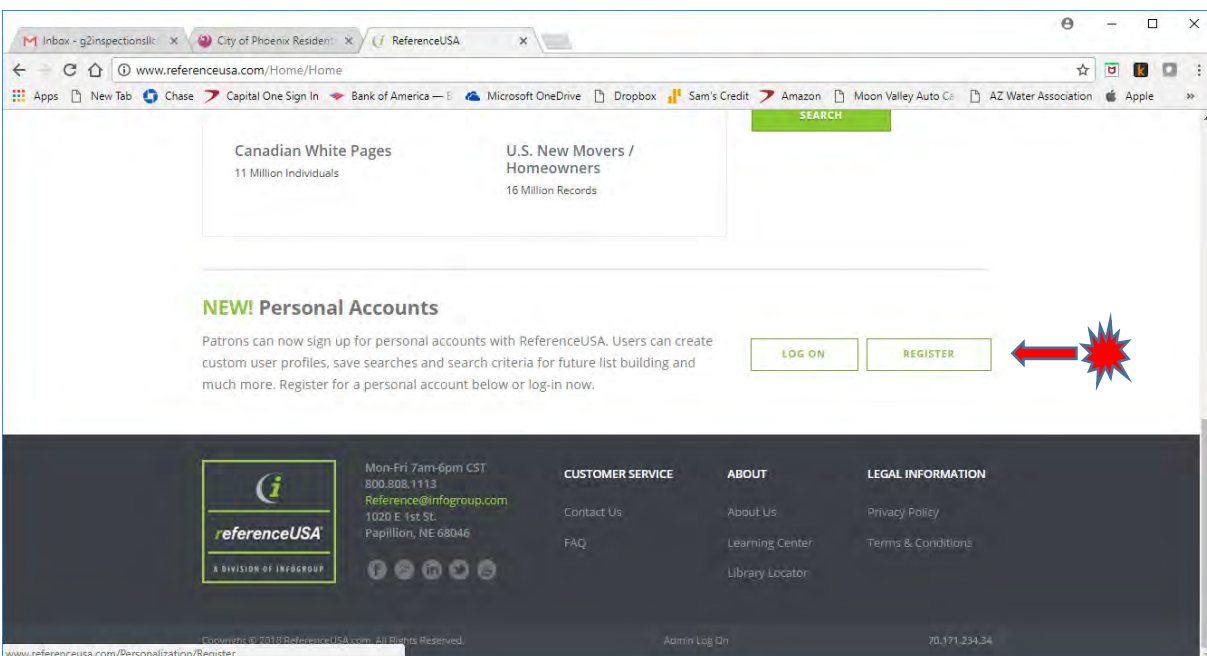 Inbox - g2inspectionsllc
City of Phoenix Resident
ReferenceUSA
www.referenceusa.com/Home/Home
Apps New Tab Chase Capital One Sign In Bank of America — Microsoft OneDrive Dropbox Sam's Credit Amazon Moon Valley Auto Ca AZ Water Association Apple »
SEARCH
Canadian White Pages
11 Million Individuals
U.S. New Movers /
Homeowners
16 Million Records
NEW! Personal Accounts
Patrons can now sign up for personal accounts with ReferenceUSA. Users can create
custom user profiles, save searches and search criteria for future list building and
much more. Register for a personal account below or log-in now.
LOG ON
REGISTER
referenceUSA
A DIVISION OF INFOGROUP
Mon-Fri 7am-6pm CST
800.808.1113
Reference@infogroup.com
1020 E 1st St.
Papillion, NE 68046
CUSTOMER SERVICE
Contact Us
FAQ
ABOUT
About Us
Learning Center
Library Locator
LEGAL INFORMATION
Privacy Policy
Terms & Conditions
Copyright © 2018 ReferenceUSA.com. All Rights Reserved.
Admin Log On
70.171.234.34
www.referenceusa.com/Personalization/Register